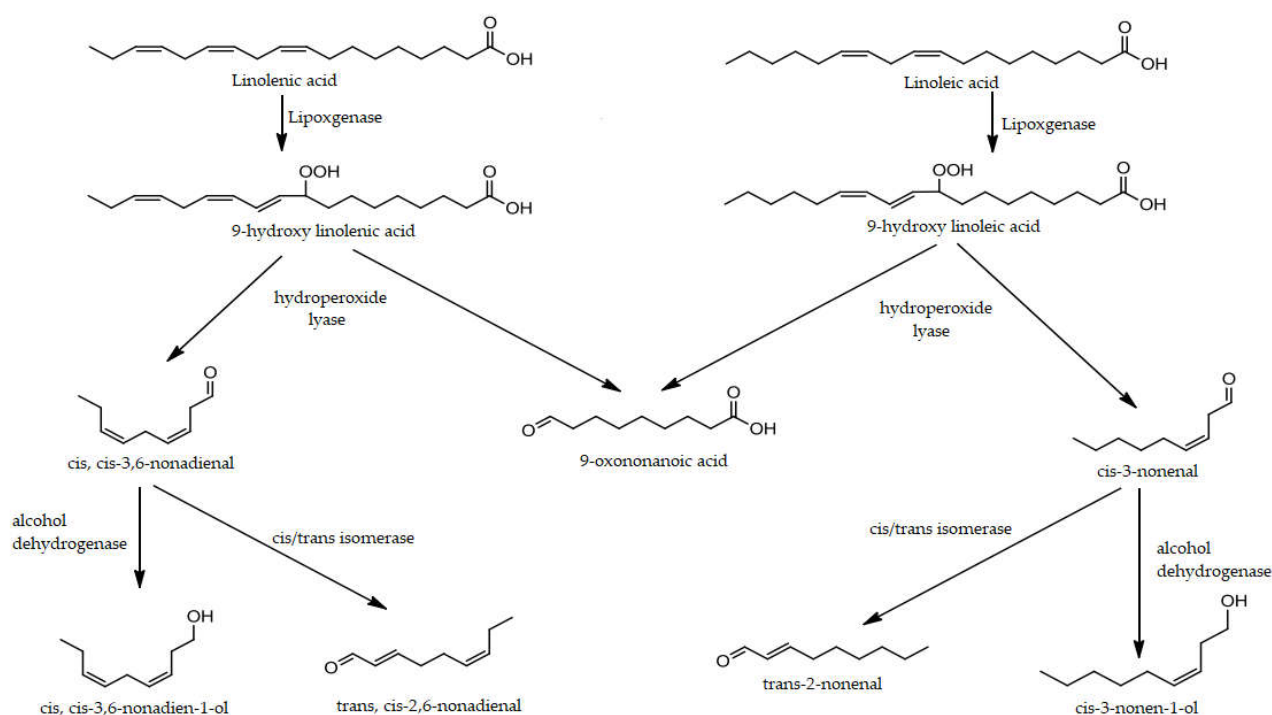 O
OH
Linolenic acid
O
OH
Linoleic acid
Lipoxgenase
Lipoxgenase
OOH
O
OH
9-hydroxy linolenic acid
OOH
O
OH
9-hydroxy linoleic acid
hydroperoxide
lyase
hydroperoxide
lyase
O
cis, cis-3,6-nonadienal
O
O
OH
9-oxononanoic acid
O
cis-3-nonenal
alcohol
dehydrogenase
cis/trans isomerase
cis/trans isomerase
alcohol
dehydrogenase
OH
cis, cis-3,6-nonadien-1-ol
O
trans, cis-2,6-nonadienal
O
trans-2-nonenal
OH
cis-3-nonen-1-ol